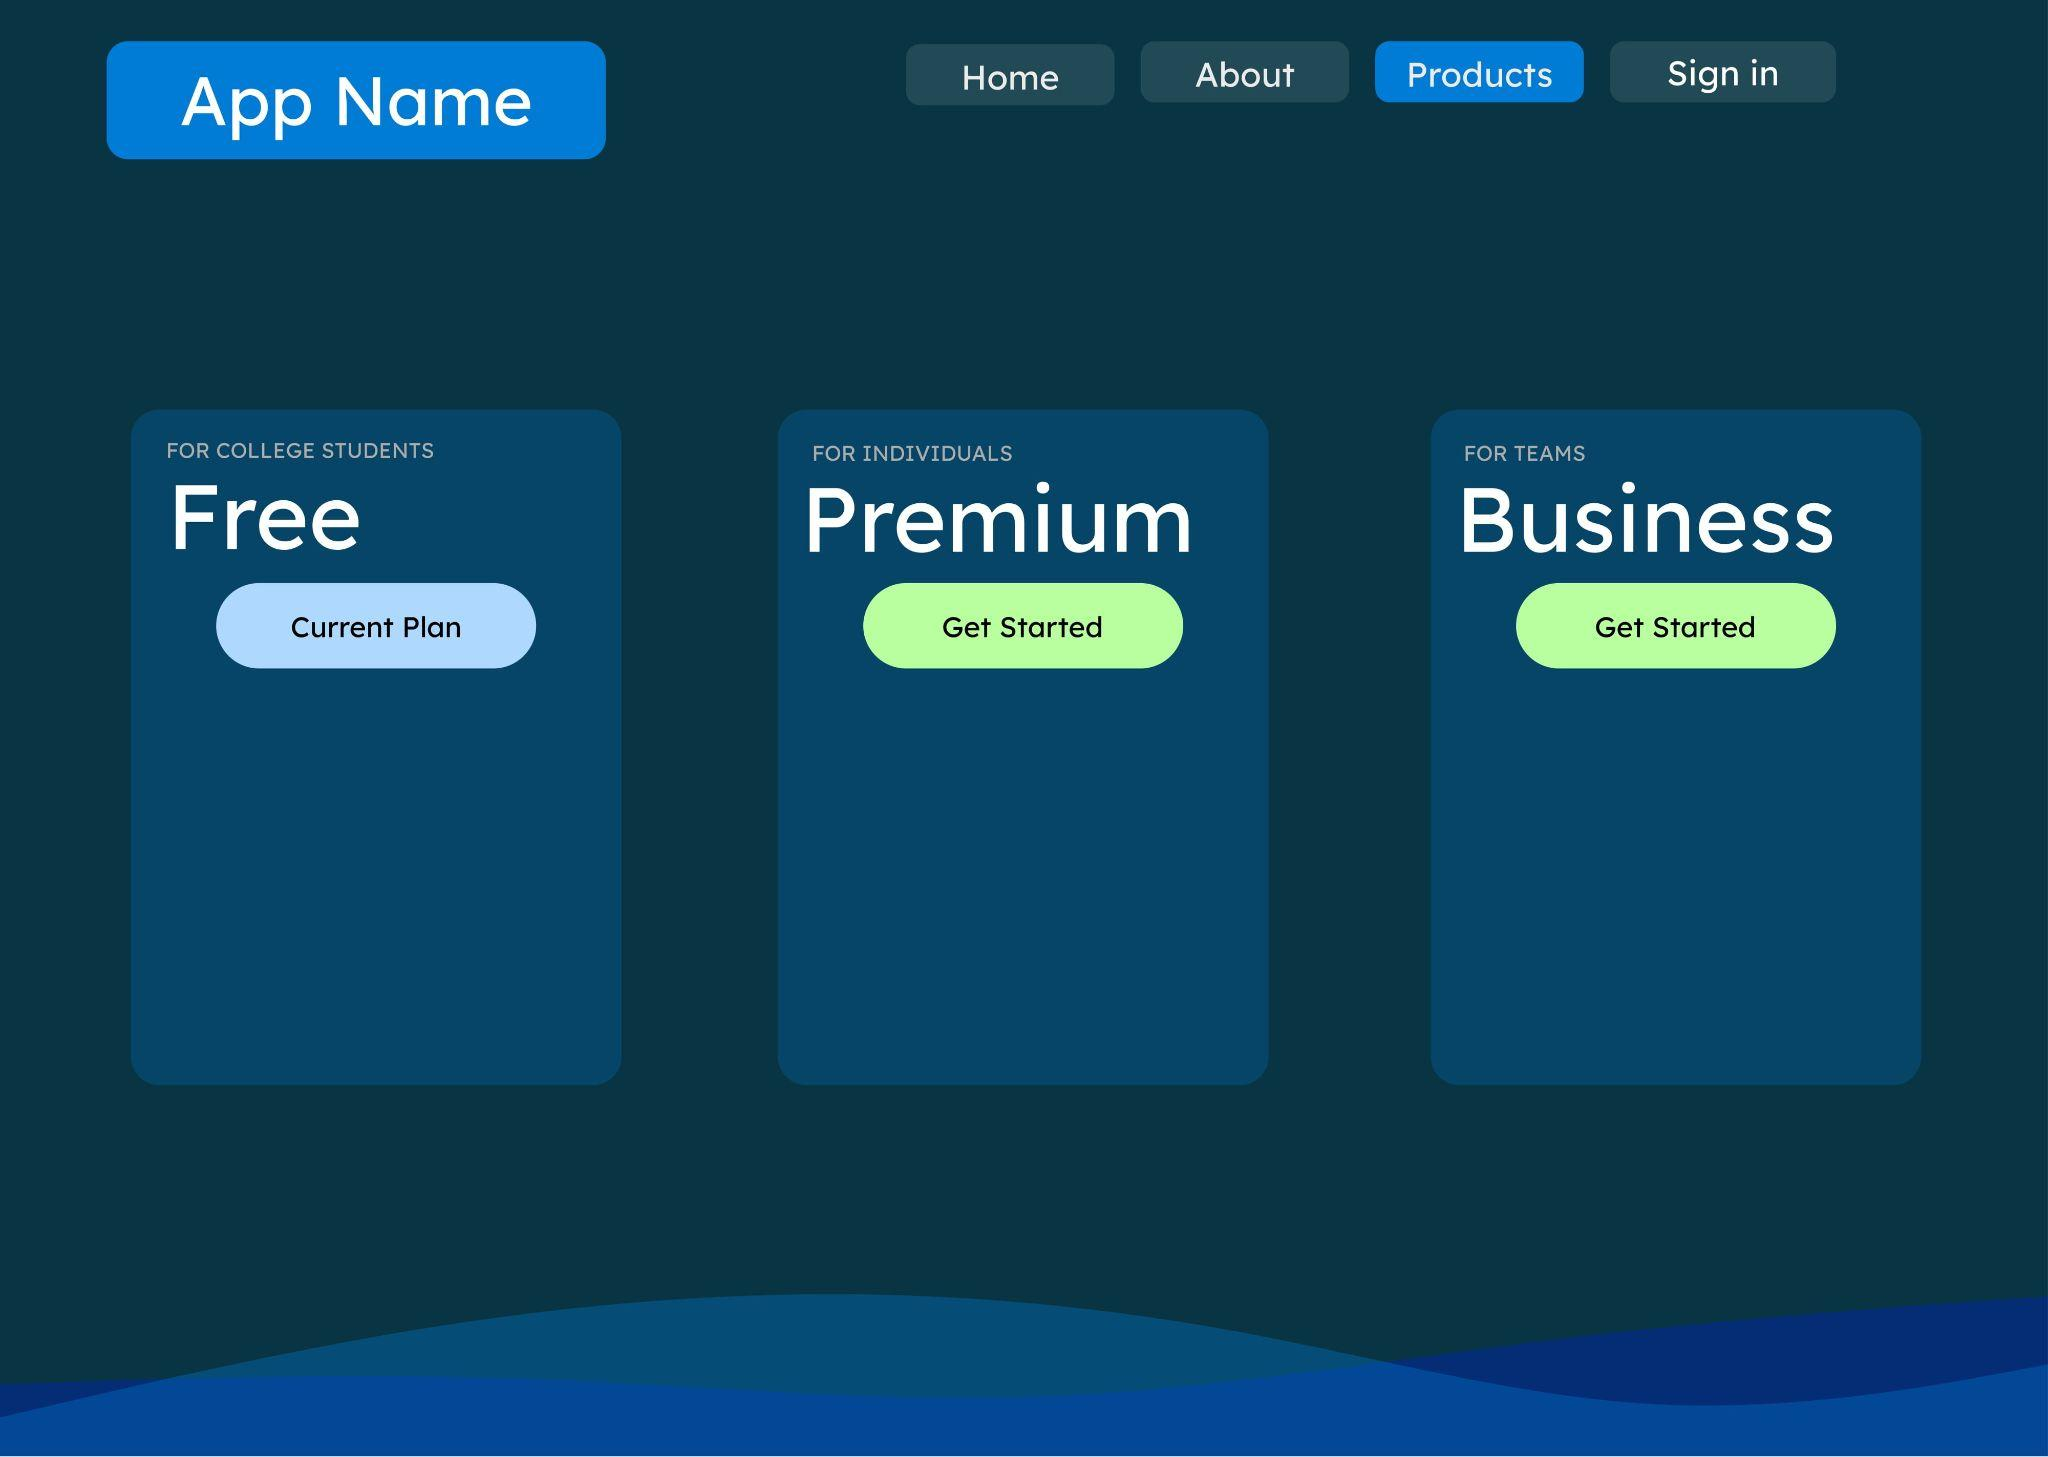 App Name
Home
About
Products
Sign in
FOR COLLEGE STUDENTS
Free
Current Plan
FOR INDIVIDUALS
Premium
Get Started
FOR TEAMS
Business
Get Started